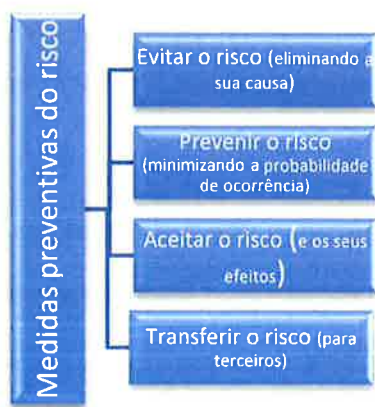 Medidas preventivas do risco
Evitar o risco (eliminando a
sua causa)
Prevenir o risco
(minimizando a probabilidade
de ocorrência)
Aceitar o risco (e os seus
efeitos)
Transferir o risco (para
terceiros)